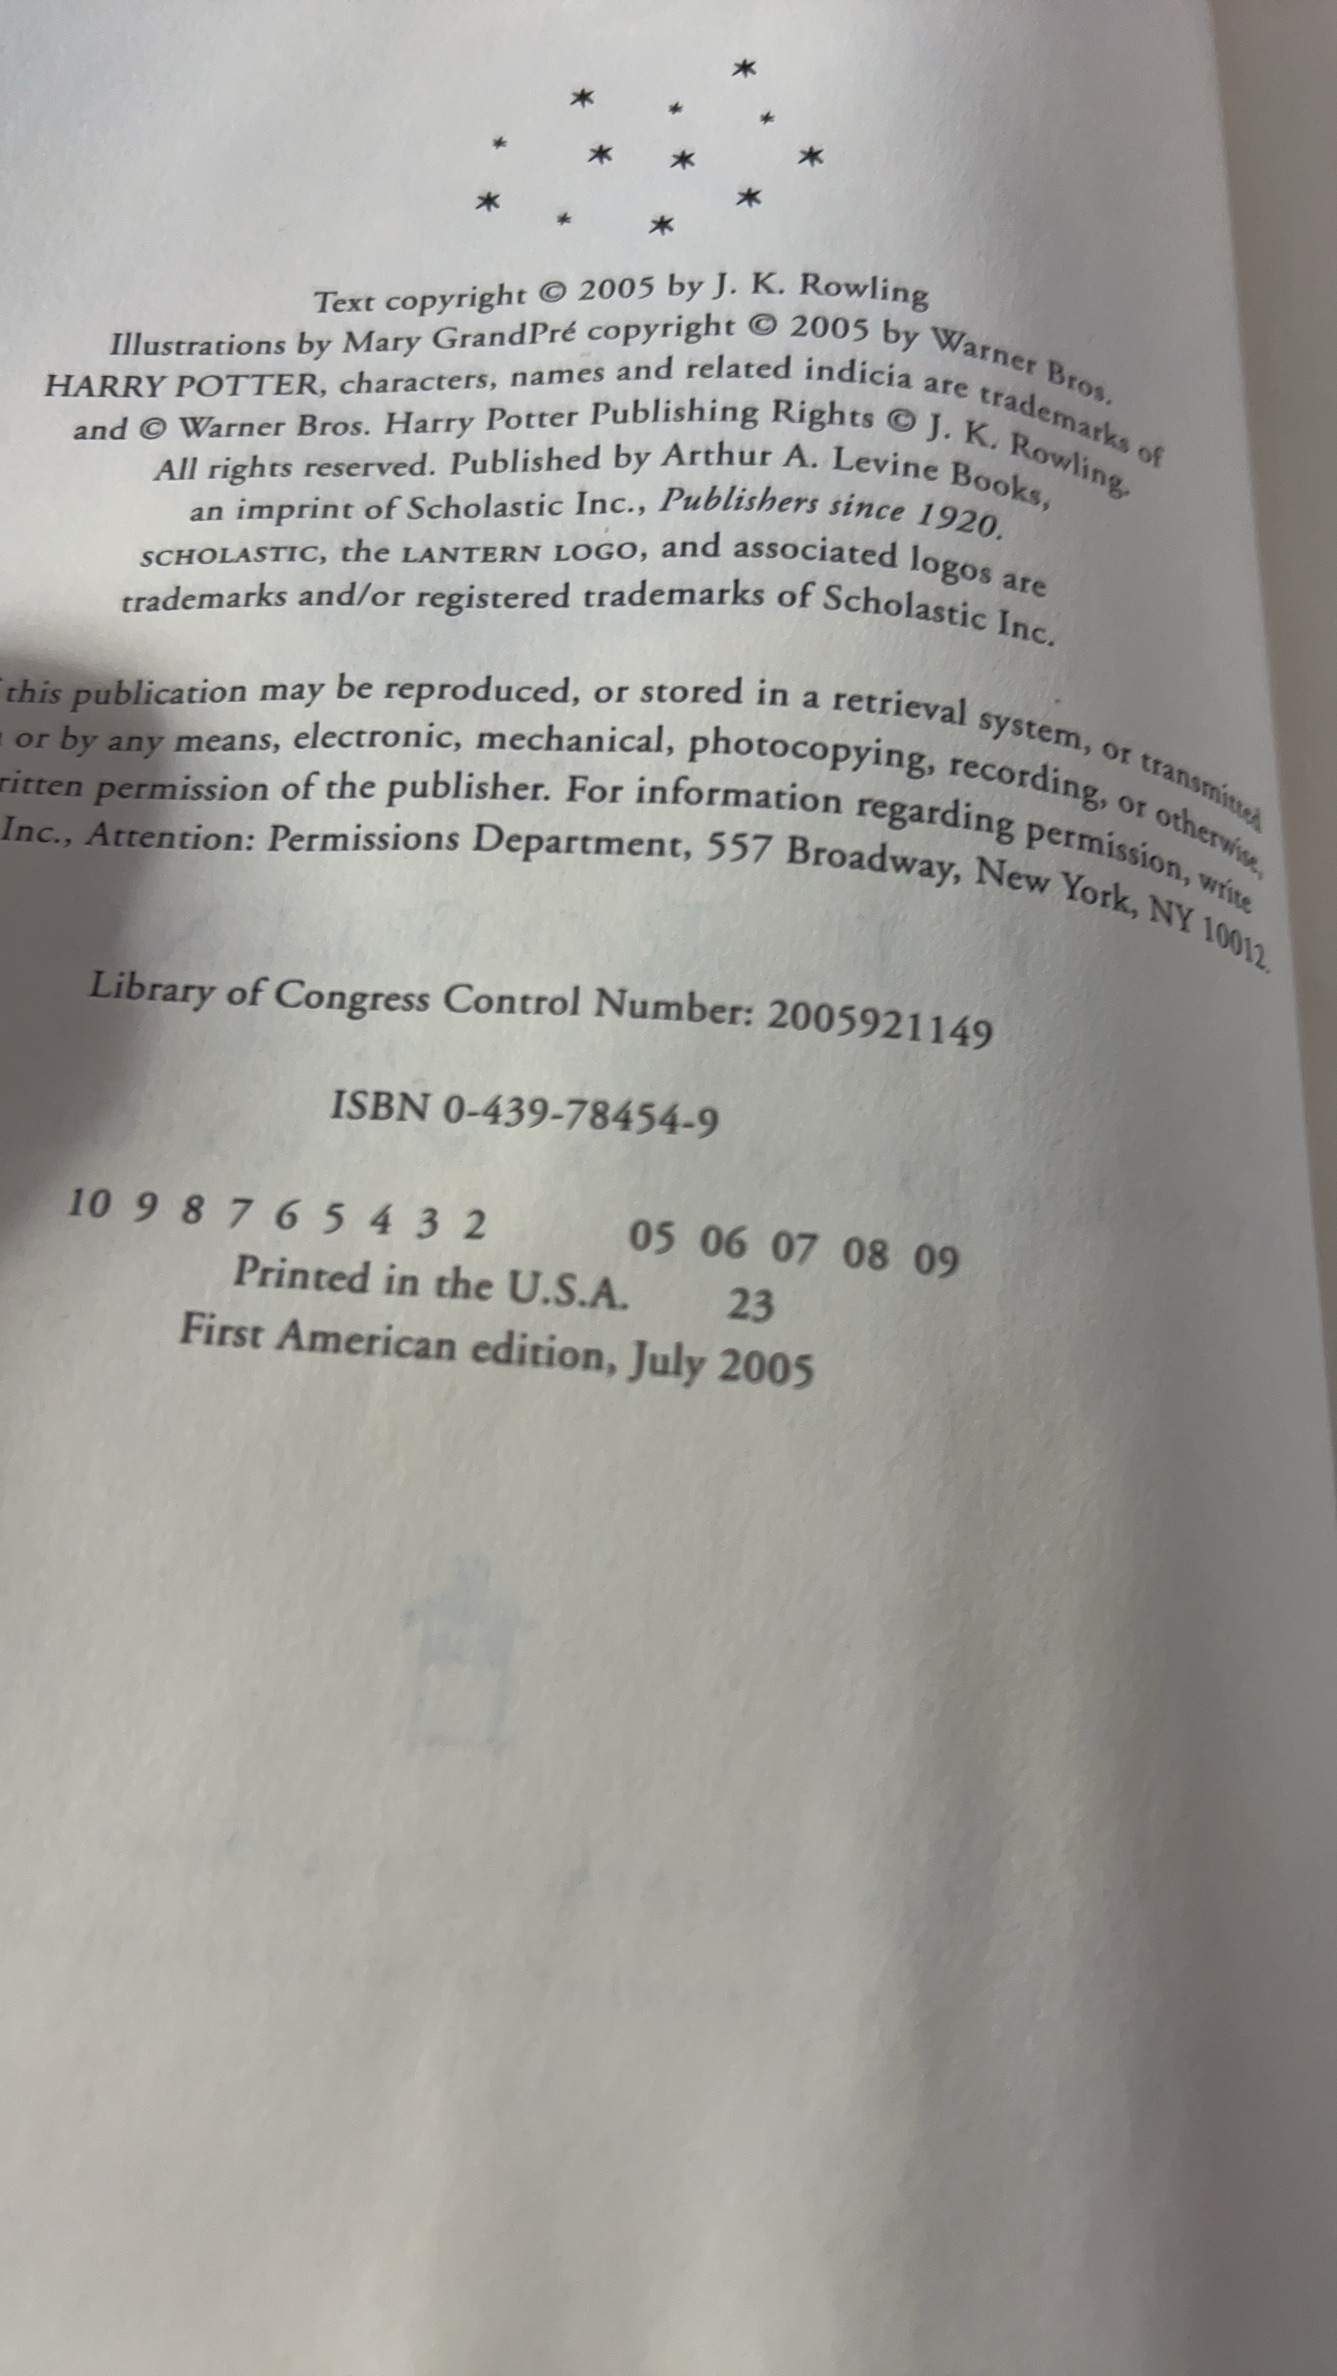 Text copyright © 2005 by J. K. Rowling
Illustrations by Mary GrandPré copyright © 2005 by Warner Bros.
HARRY POTTER, characters, names and related indicia are trademarks of
and © Warner Bros. Harry Potter Publishing Rights © J. K. Rowling.
All rights reserved. Published by Arthur A. Levine Books,
an imprint of Scholastic Inc., Publishers since 1920.
SCHOLASTIC, the LANTERN LOGO, and associated logos are
trademarks and/or registered trademarks of Scholastic Inc.
this publication may be reproduced, or stored in a retrieval system, or transmitted
or by any means, electronic, mechanical, photocopying, recording, or otherwise,
ritten permission of the publisher. For information regarding permission, write
Inc., Attention: Permissions Department, 557 Broadway, New York, NY 10012.
Library of Congress Control Number: 2005921149
ISBN 0-439-78454-9
10 9 8 7 6 5 4 3 2 05 06 07 08 09
Printed in the U.S.A. 23
First American edition, July 2005